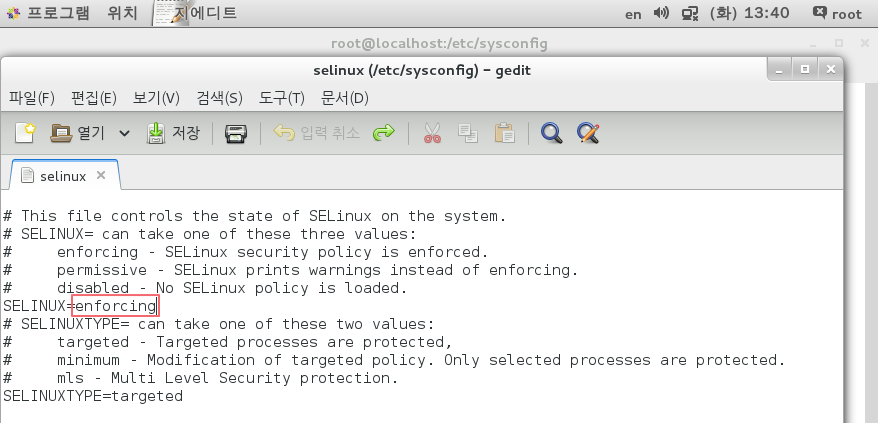 프로그램 위치 지에디트 en (화) 13:40 root
root@localhost:/etc/sysconfig
selinux (/etc/sysconfig) - gedit
파일(F) 편집(E) 보기(V) 검색(S) 도구(T) 문서(D)
열기 저장 입력 취소
selinux
# This file controls the state of SELinux on the system.
# SELINUX= can take one of these three values:
#     enforcing - SELinux security policy is enforced.
#     permissive - SELinux prints warnings instead of enforcing.
#     disabled - No SELinux policy is loaded.
SELINUX=enforcing
# SELINUXTYPE= can take one of these two values:
#     targeted - Targeted processes are protected,
#     minimum - Modification of targeted policy. Only selected processes are protected.
#     mls - Multi Level Security protection.
SELINUXTYPE=targeted